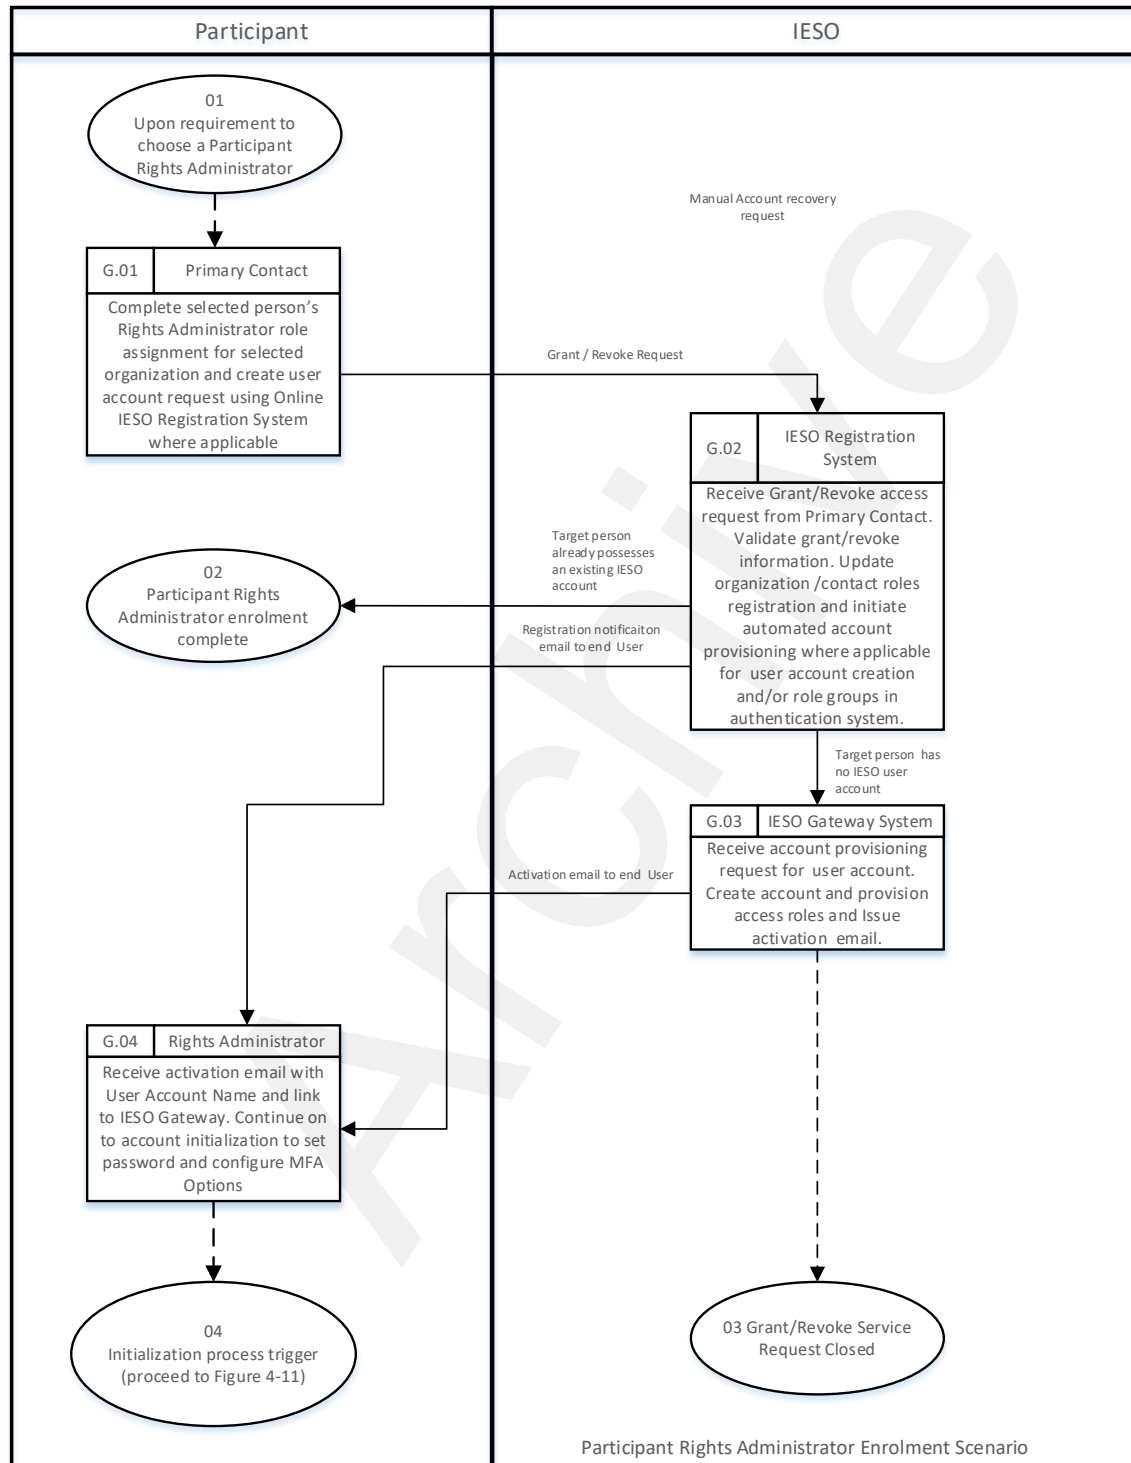 Participant
IESO
01
Upon requirement to
choose a Participant
Rights Administrator
Manual Account recovery
request
G.01
Primary Contact
Complete selected person's
Rights Administrator role
assignment for selected
organization and create user
account request using Online
IESO Registration System
where applicable
Grant / Revoke Request
G.02
IESO Registration
System
Receive Grant/Revoke access
request from Primary Contact.
Validate grant/revoke
information. Update
organization /contact roles
registration and initiate
automated account
provisioning where applicable
for user account creation
and/or role groups in
authentication system.
Target person
already possesses
an existing IESO
account
02
Participant Rights
Administrator enrolment
complete
Registration notificaiton
email to end User
Target person has
no IESO user
account
G.03
IESO Gateway System
Receive account provisioning
request for user account.
Create account and provision
access roles and Issue
activation email.
Activation email to end User
G.04
Rights Administrator
Receive activation email with
User Account Name and link
to IESO Gateway. Continue on
to account initialization to set
password and configure MFA
Options
04
Initialization process trigger
(proceed to Figure 4-11)
03 Grant/Revoke Service
Request Closed
Participant Rights Administrator Enrolment Scenario
Archive